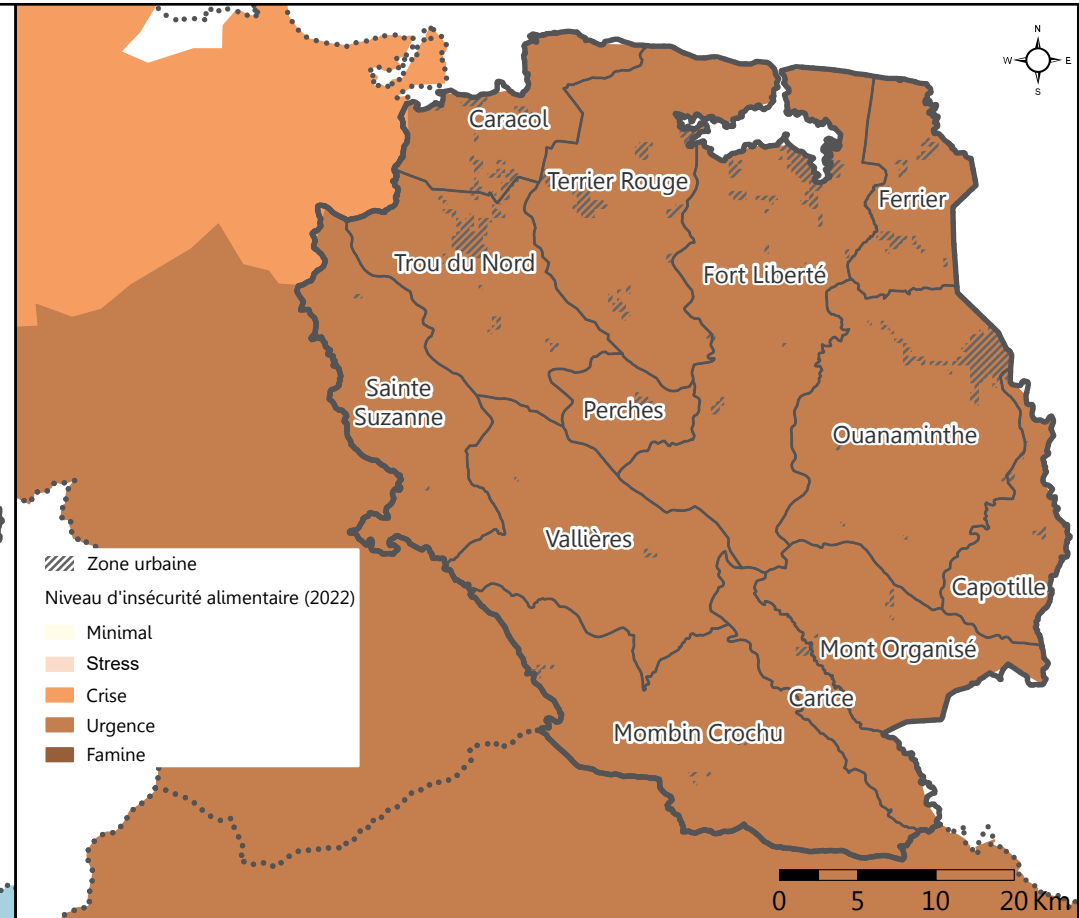 N
W E
S
Caracol
Terrier Rouge
Ferrier
Trou du Nord
Fort Liberté
Sainte
Suzanne
Perches
Ouanaminthe
Vallières
Capotille
Mont Organisé
Carice
Mombin Crochu
Zone urbaine
Niveau d'insécurité alimentaire (2022)
Minimal
Stress
Crise
Urgence
Famine
0 5 10 20 Km